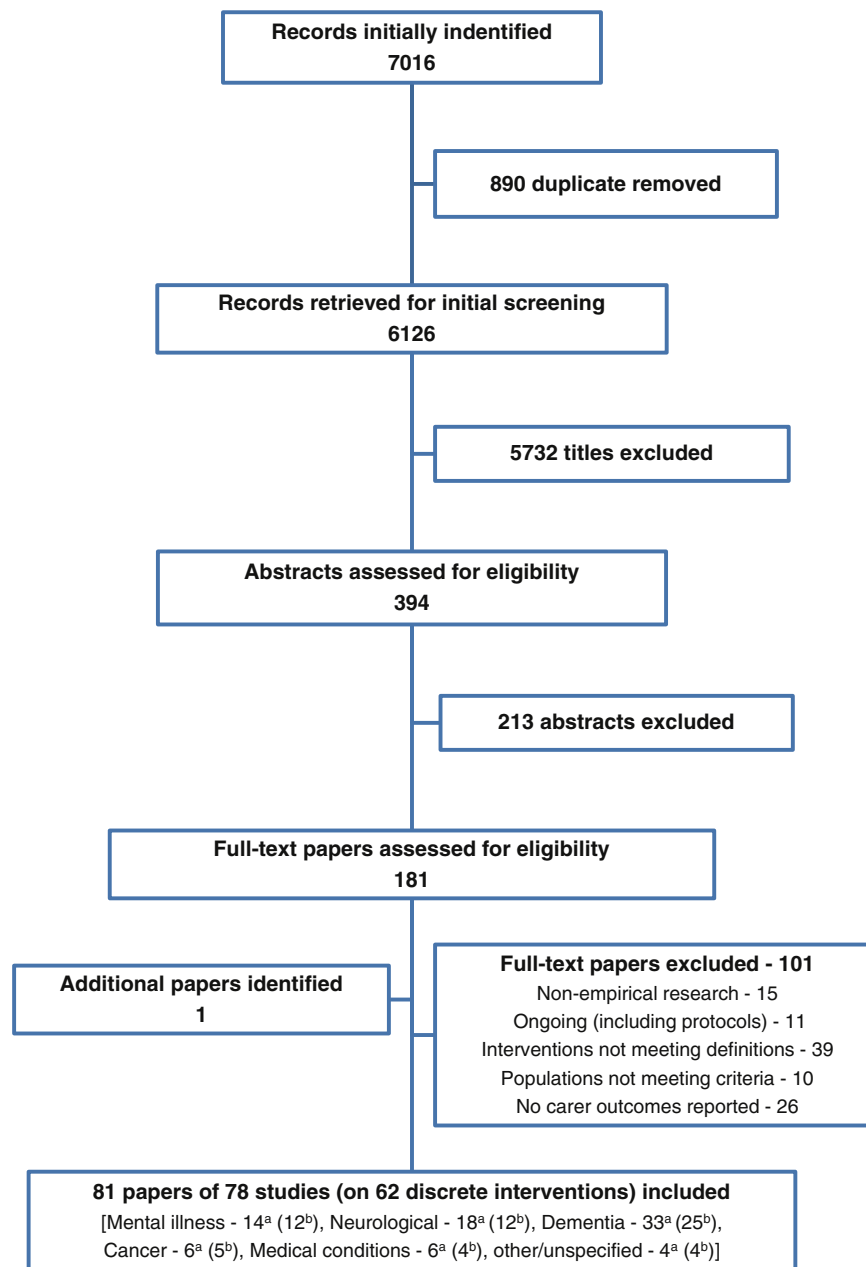 Records initially indentified
7016
890 duplicate removed
Records retrieved for initial screening
6126
5732 titles excluded
Abstracts assessed for eligibility
394
213 abstracts excluded
Full-text papers assessed for eligibility
181
Additional papers identified
1
Full-text papers excluded - 101
Non-empirical research - 15
Ongoing (including protocols) - 11
Interventions not meeting definitions - 39
Populations not meeting criteria - 10
No carer outcomes reported - 26
81 papers of 78 studies (on 62 discrete interventions) included
[Mental illness - 14ᵃ (12ᵇ), Neurological - 18ᵃ (12ᵇ), Dementia - 33ᵃ (25ᵇ),
Cancer - 6ᵃ (5ᵇ), Medical conditions - 6ᵃ (4ᵇ), other/unspecified - 4ᵃ (4ᵇ)]